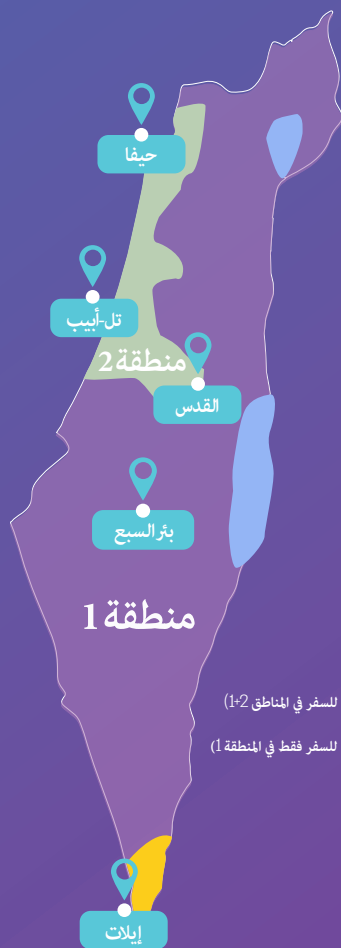 حيفا
تل-أبيب
منطقة 2
القدس
بئر السبع
منطقة 1
للسفر في المناطق 2+1)
للسفر فقط في المنطقة 1)
إيلات